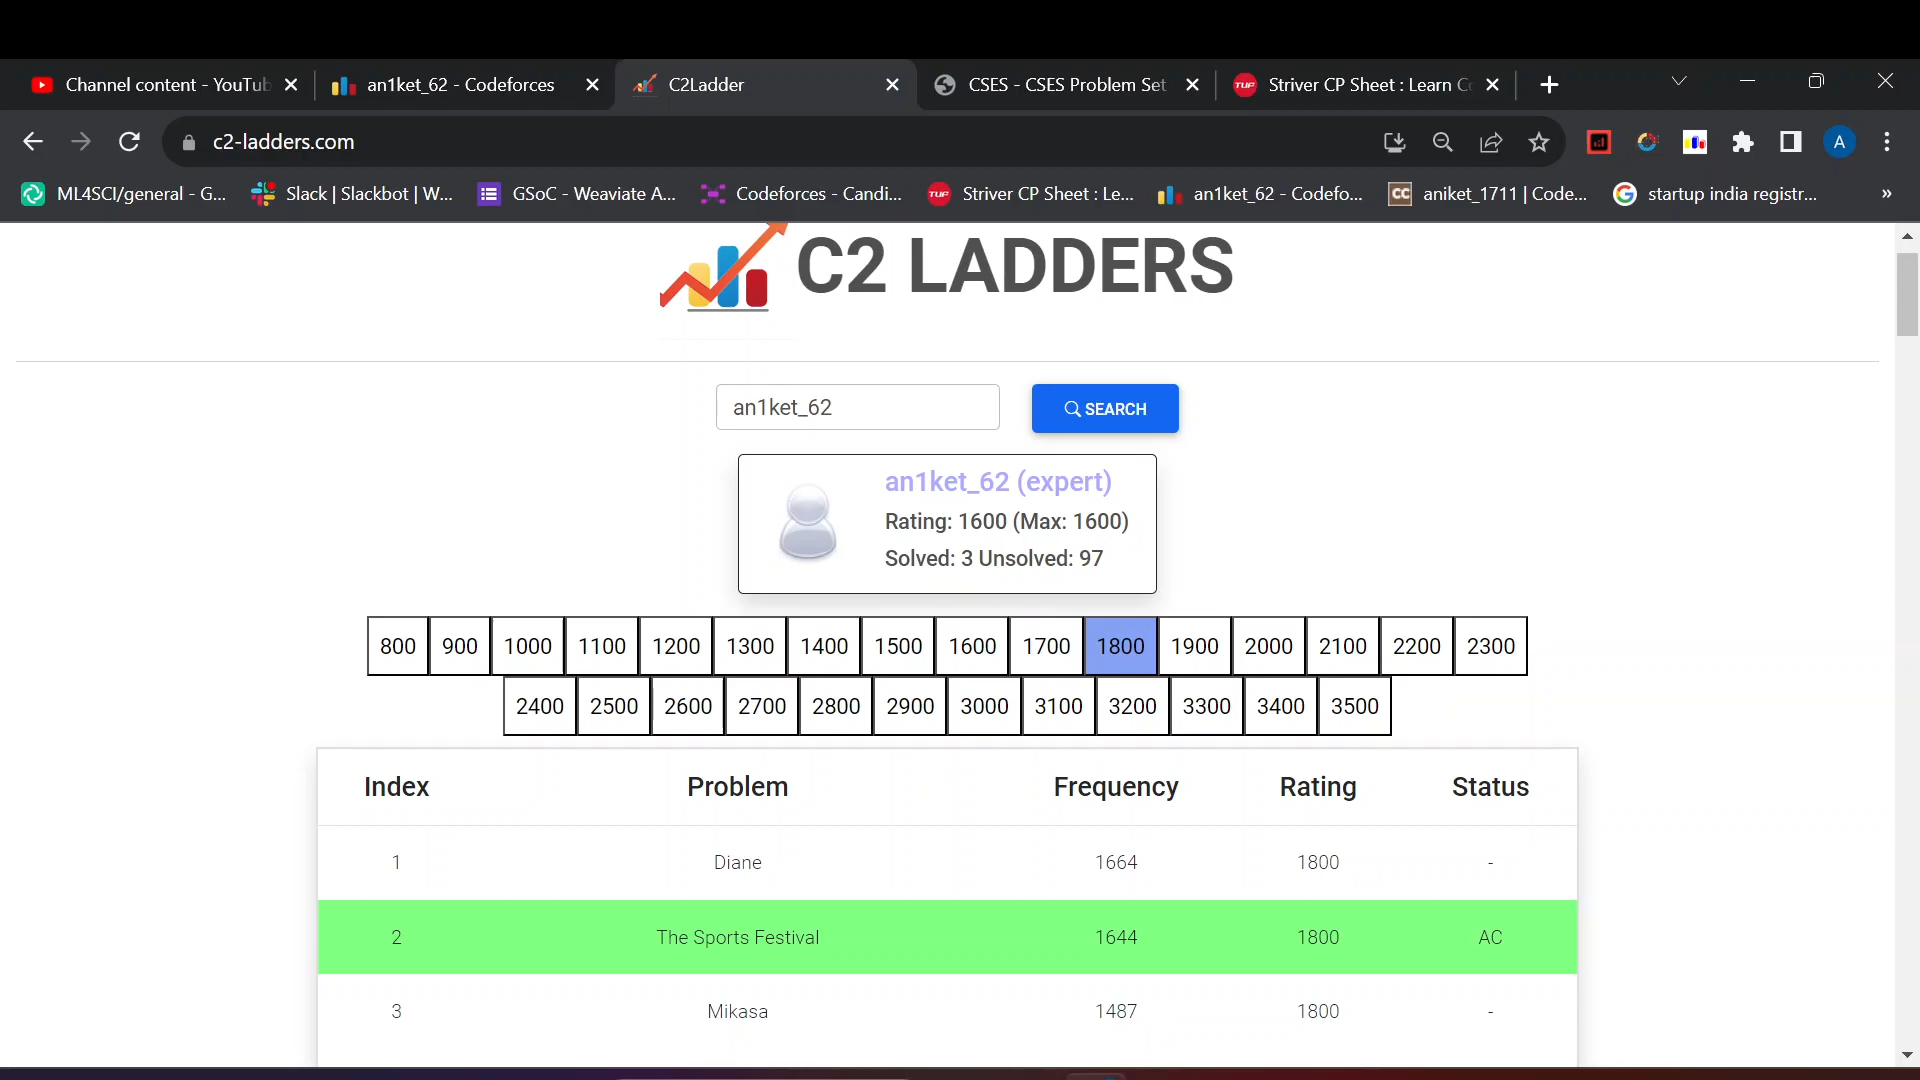 Channel content - YouTub
an1ket_62 - Codeforces
C2Ladder
CSES - CSES Problem Set
TUF
Striver CP Sheet : Learn Co
c2-ladders.com
A
ML4SCI/general - G...
Slack | Slackbot | W...
GSoC - Weaviate A...
Codeforces - Candi...
TUF
Striver CP Sheet : Le...
an1ket_62 - Codefo...
CC
aniket_1711 | Code...
startup india registr...
»
C2 LADDERS
an1ket_62
SEARCH
an1ket_62 (expert)
Rating: 1600 (Max: 1600)
Solved: 3 Unsolved: 97
800 900 1000 1100 1200 1300 1400 1500 1600 1700 1800 1900 2000 2100 2200 2300
2400 2500 2600 2700 2800 2900 3000 3100 3200 3300 3400 3500
Index Problem Frequency Rating Status
1 Diane 1664 1800 -
2 The Sports Festival 1644 1800 AC
3 Mikasa 1487 1800 -